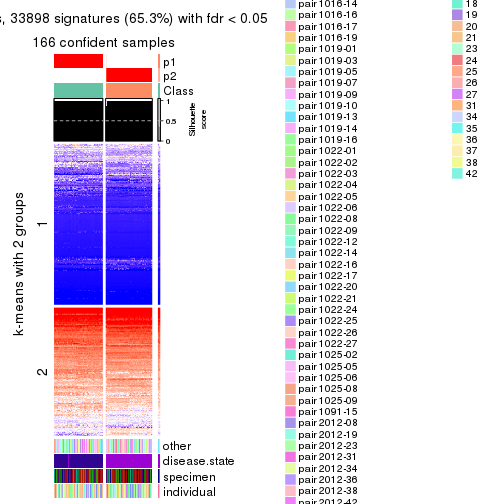 s, 33898 signatures (65.3%) with fdr < 0.05
166 confident samples
p1
p2
Class
1
0.5
0
Silhouette
score
k-means with 2 groups
1
2
other
disease.state
specimen
individual
pair1016-14
pair1016-16
pair1016-17
pair1016-19
pair1019-01
pair1019-03
pair1019-05
pair1019-07
pair1019-09
pair1019-10
pair1019-13
pair1019-14
pair1019-16
pair1022-01
pair1022-02
pair1022-03
pair1022-04
pair1022-05
pair1022-06
pair1022-08
pair1022-09
pair1022-12
pair1022-14
pair1022-16
pair1022-17
pair1022-20
pair1022-21
pair1022-24
pair1022-25
pair1022-26
pair1022-27
pair1025-02
pair1025-05
pair1025-06
pair1025-08
pair1025-09
pair1091-15
pair2012-08
pair2012-19
pair2012-23
pair2012-31
pair2012-34
pair2012-36
pair2012-38
pair2012-42
18
19
20
21
23
24
25
26
27
31
34
35
36
37
38
42